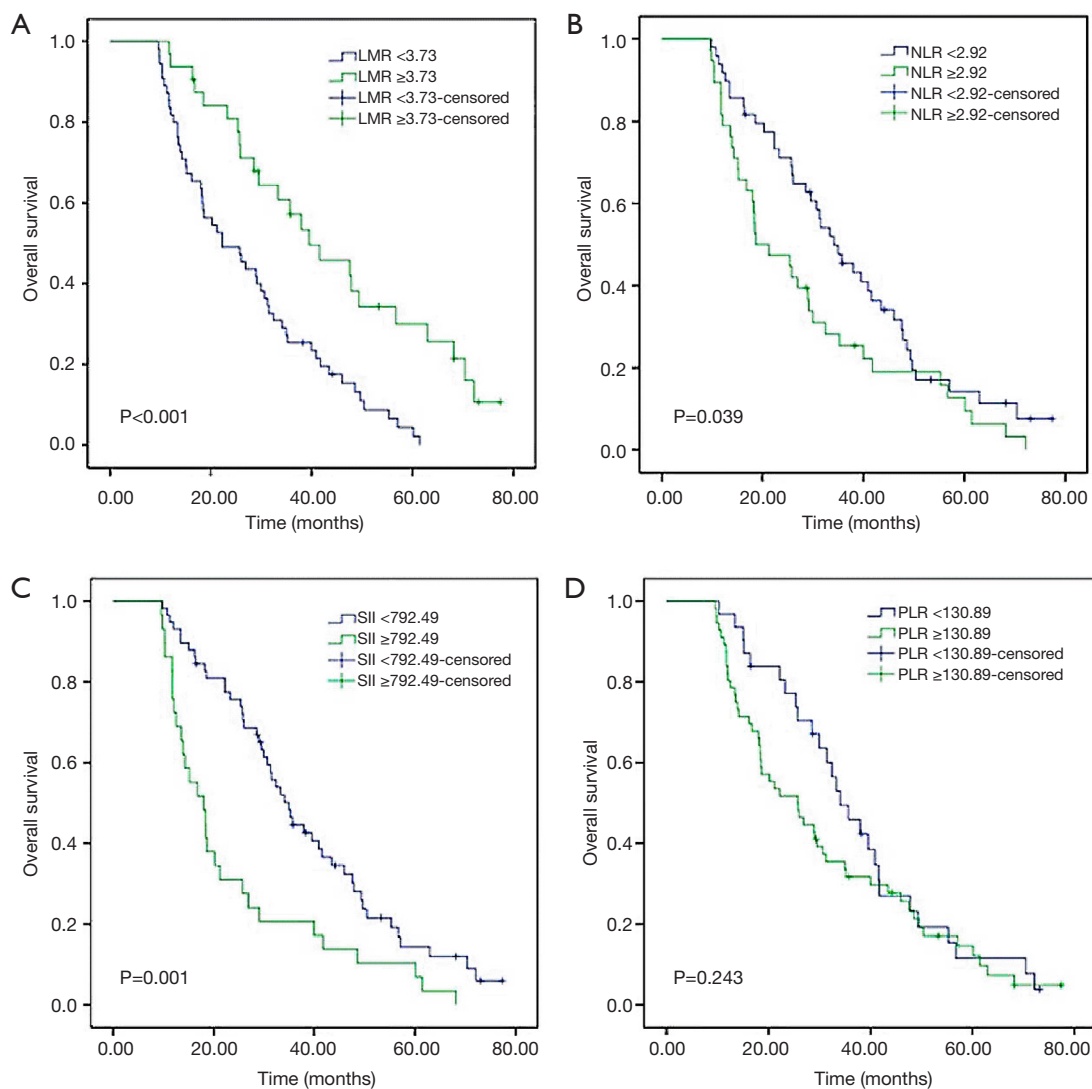 A
1.0
0.8
0.6
0.4
0.2
0.0
Overall survival
LMR <3.73
LMR ≥3.73
LMR <3.73-censored
LMR ≥3.73-censored
P<0.001
0.00 20.00 40.00 60.00 80.00
Time (months)
B
1.0
0.8
0.6
0.4
0.2
0.0
Overall survival
NLR <2.92
NLR ≥2.92
NLR <2.92-censored
NLR ≥2.92-censored
P=0.039
0.00 20.00 40.00 60.00 80.00
Time (months)
C
1.0
0.8
0.6
0.4
0.2
0.0
Overall survival
SII <792.49
SII ≥792.49
SII <792.49-censored
SII ≥792.49-censored
P=0.001
0.00 20.00 40.00 60.00 80.00
Time (months)
D
1.0
0.8
0.6
0.4
0.2
0.0
Overall survival
PLR <130.89
PLR ≥130.89
PLR <130.89-censored
PLR ≥130.89-censored
P=0.243
0.00 20.00 40.00 60.00 80.00
Time (months)